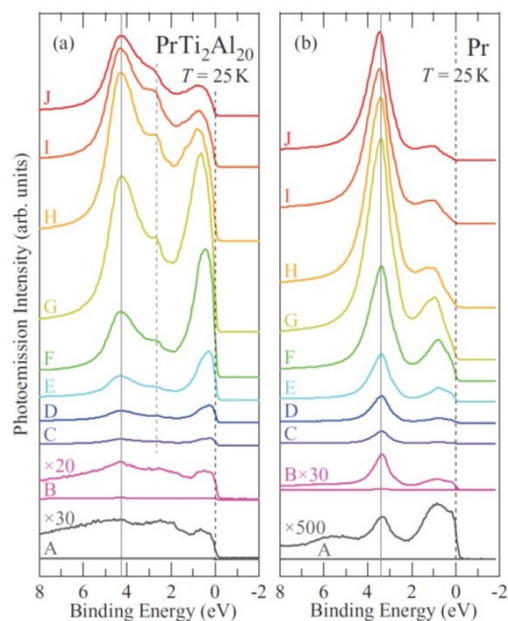 (a)
PrTi₂Al₂₀
T = 25 K
J
I
H
G
F
E
D
C
×20
B
×30
A
8 6 4 2 0 -2
Binding Energy (eV)
Photoemission Intensity (arb. units)
(b)
Pr
T = 25 K
J
I
H
G
F
E
D
C
B×30
×500
A
8 6 4 2 0 -2
Binding Energy (eV)